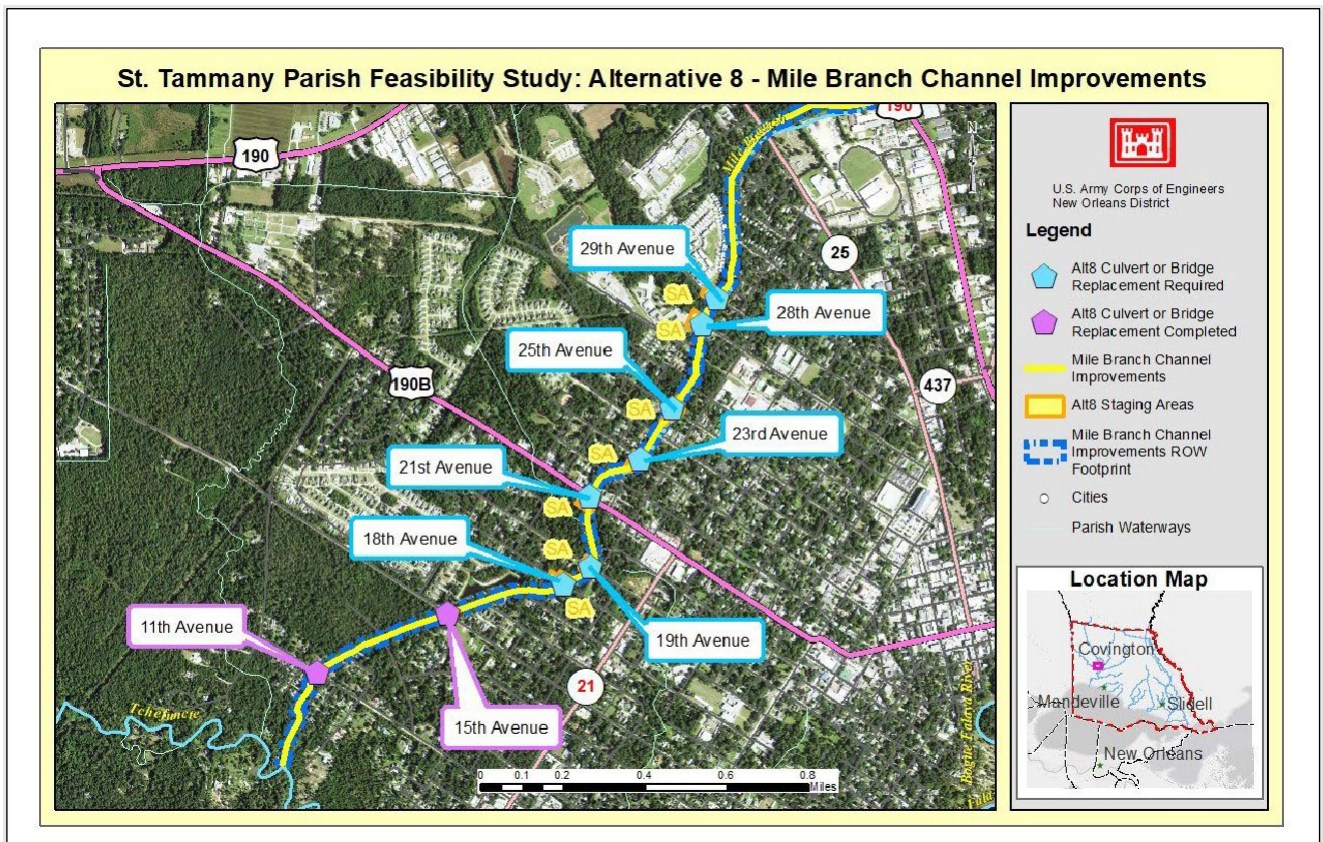 St. Tammany Parish Feasibility Study: Alternative 8 - Mile Branch Channel Improvements
190
190
Mile Branch
N
29th Avenue
25
SA
28th Avenue
SA
25th Avenue
190B
437
SA
23rd Avenue
SA
21st Avenue
SA
18th Avenue
SA
SA
11th Avenue
19th Avenue
21
Tchefuncte
15th Avenue
Bogue Falaya River
0 0.1 0.2 0.4 0.6 0.8
Miles
U.S. Army Corps of Engineers
New Orleans District
Legend
Alt8 Culvert or Bridge
Replacement Required
Alt8 Culvert or Bridge
Replacement Completed
Mile Branch Channel
Improvements
Alt8 Staging Areas
Mile Branch Channel
Improvements ROW
Footprint
Cities
Parish Waterways
Location Map
Covington
Mandeville
Slidell
New Orleans